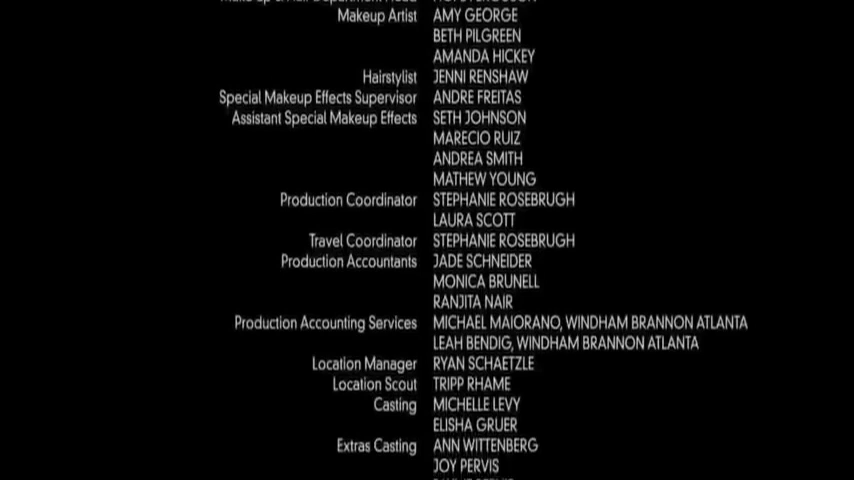 Makeup Artist AMY GEORGE
BETH PILGREEN
AMANDA HICKEY
Hairstylist JENNI RENSHAW
Special Makeup Effects Supervisor ANDRE FREITAS
Assistant Special Makeup Effects SETH JOHNSON
MARECIO RUIZ
ANDREA SMITH
MATHEW YOUNG
Production Coordinator STEPHANIE ROSEBRUGH
LAURA SCOTT
Travel Coordinator STEPHANIE ROSEBRUGH
Production Accountants JADE SCHNEIDER
MONICA BRUNELL
RANJITA NAIR
Production Accounting Services MICHAEL MAIORANO, WINDHAM BRANNON ATLANTA
LEAH BENDIG, WINDHAM BRANNON ATLANTA
Location Manager RYAN SCHAETZLE
Location Scout TRIPP RHAME
Casting MICHELLE LEVY
ELISHA GRUER
Extras Casting ANN WITTENBERG
JOY PERVIS